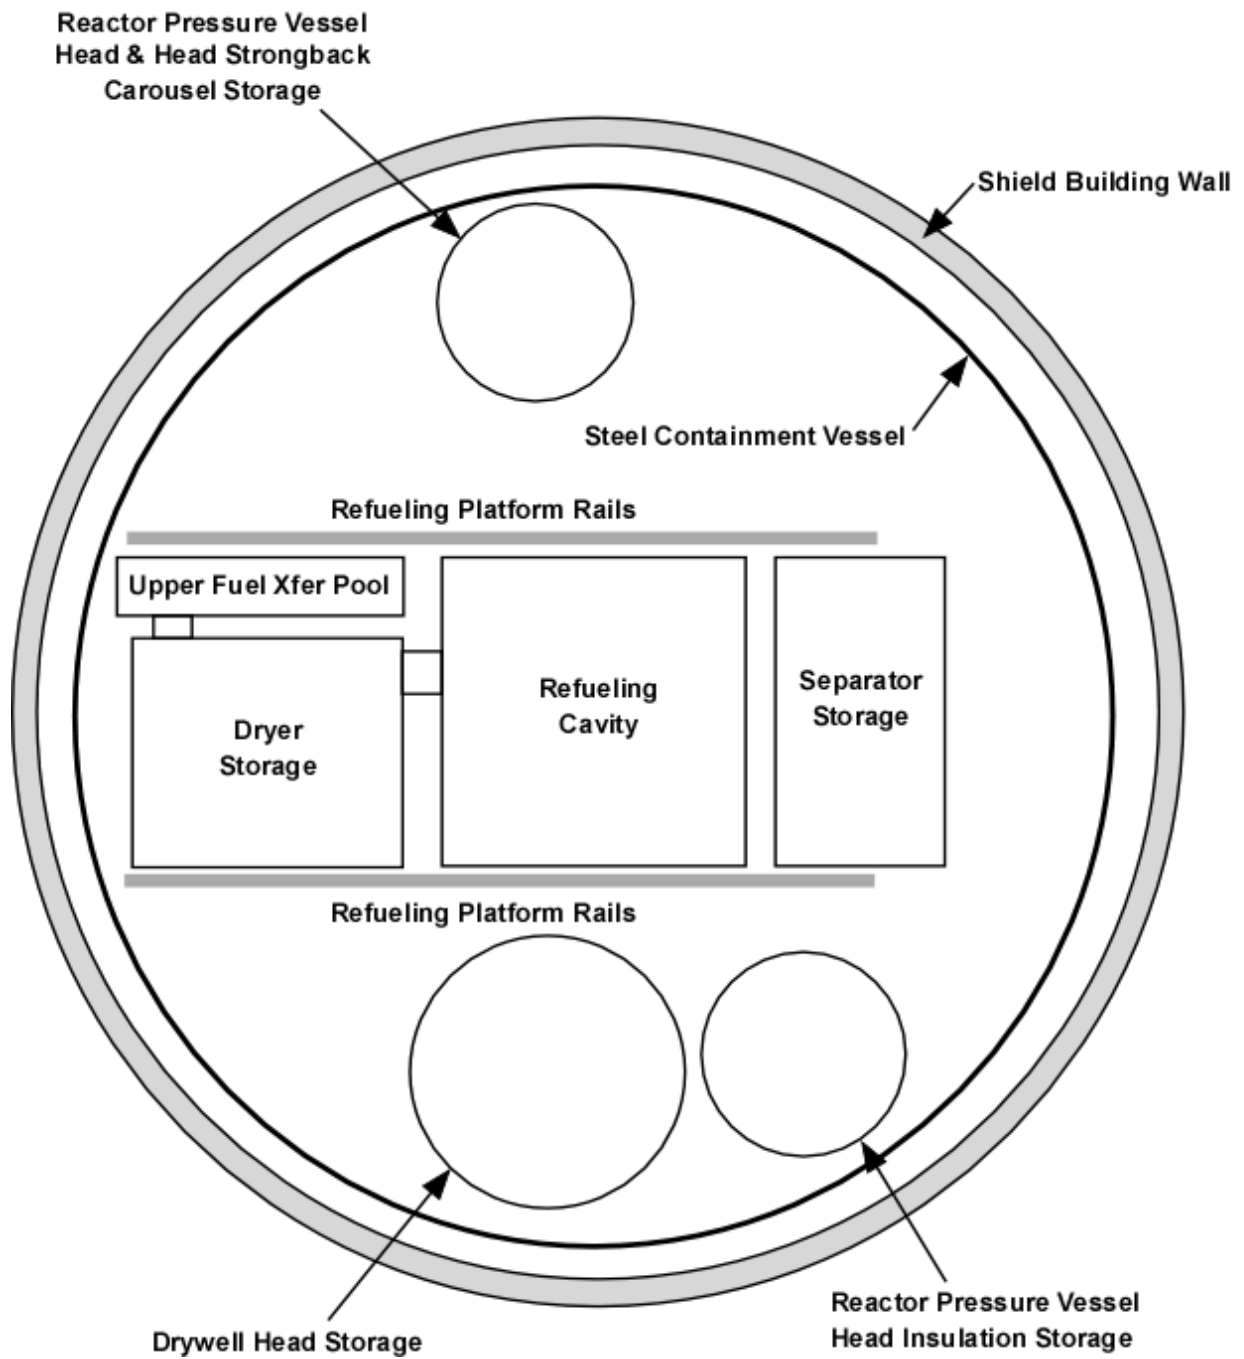 Reactor Pressure Vessel
Head & Head Strongback
Carousel Storage
Shield Building Wall
Steel Containment Vessel
Refueling Platform Rails
Upper Fuel Xfer Pool
Refueling
Cavity
Separator
Storage
Dryer
Storage
Refueling Platform Rails
Reactor Pressure Vessel
Head Insulation Storage
Drywell Head Storage